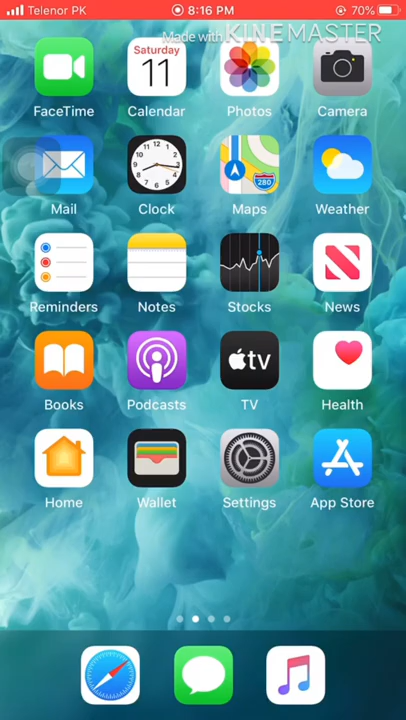 Telenor PK 8:16 PM 70%
Made with KINEMASTER
Saturday
11
FaceTime Calendar Photos Camera
280
Mail Clock Maps Weather
Reminders Notes Stocks News
tv
Books Podcasts TV Health
Home Wallet Settings App Store